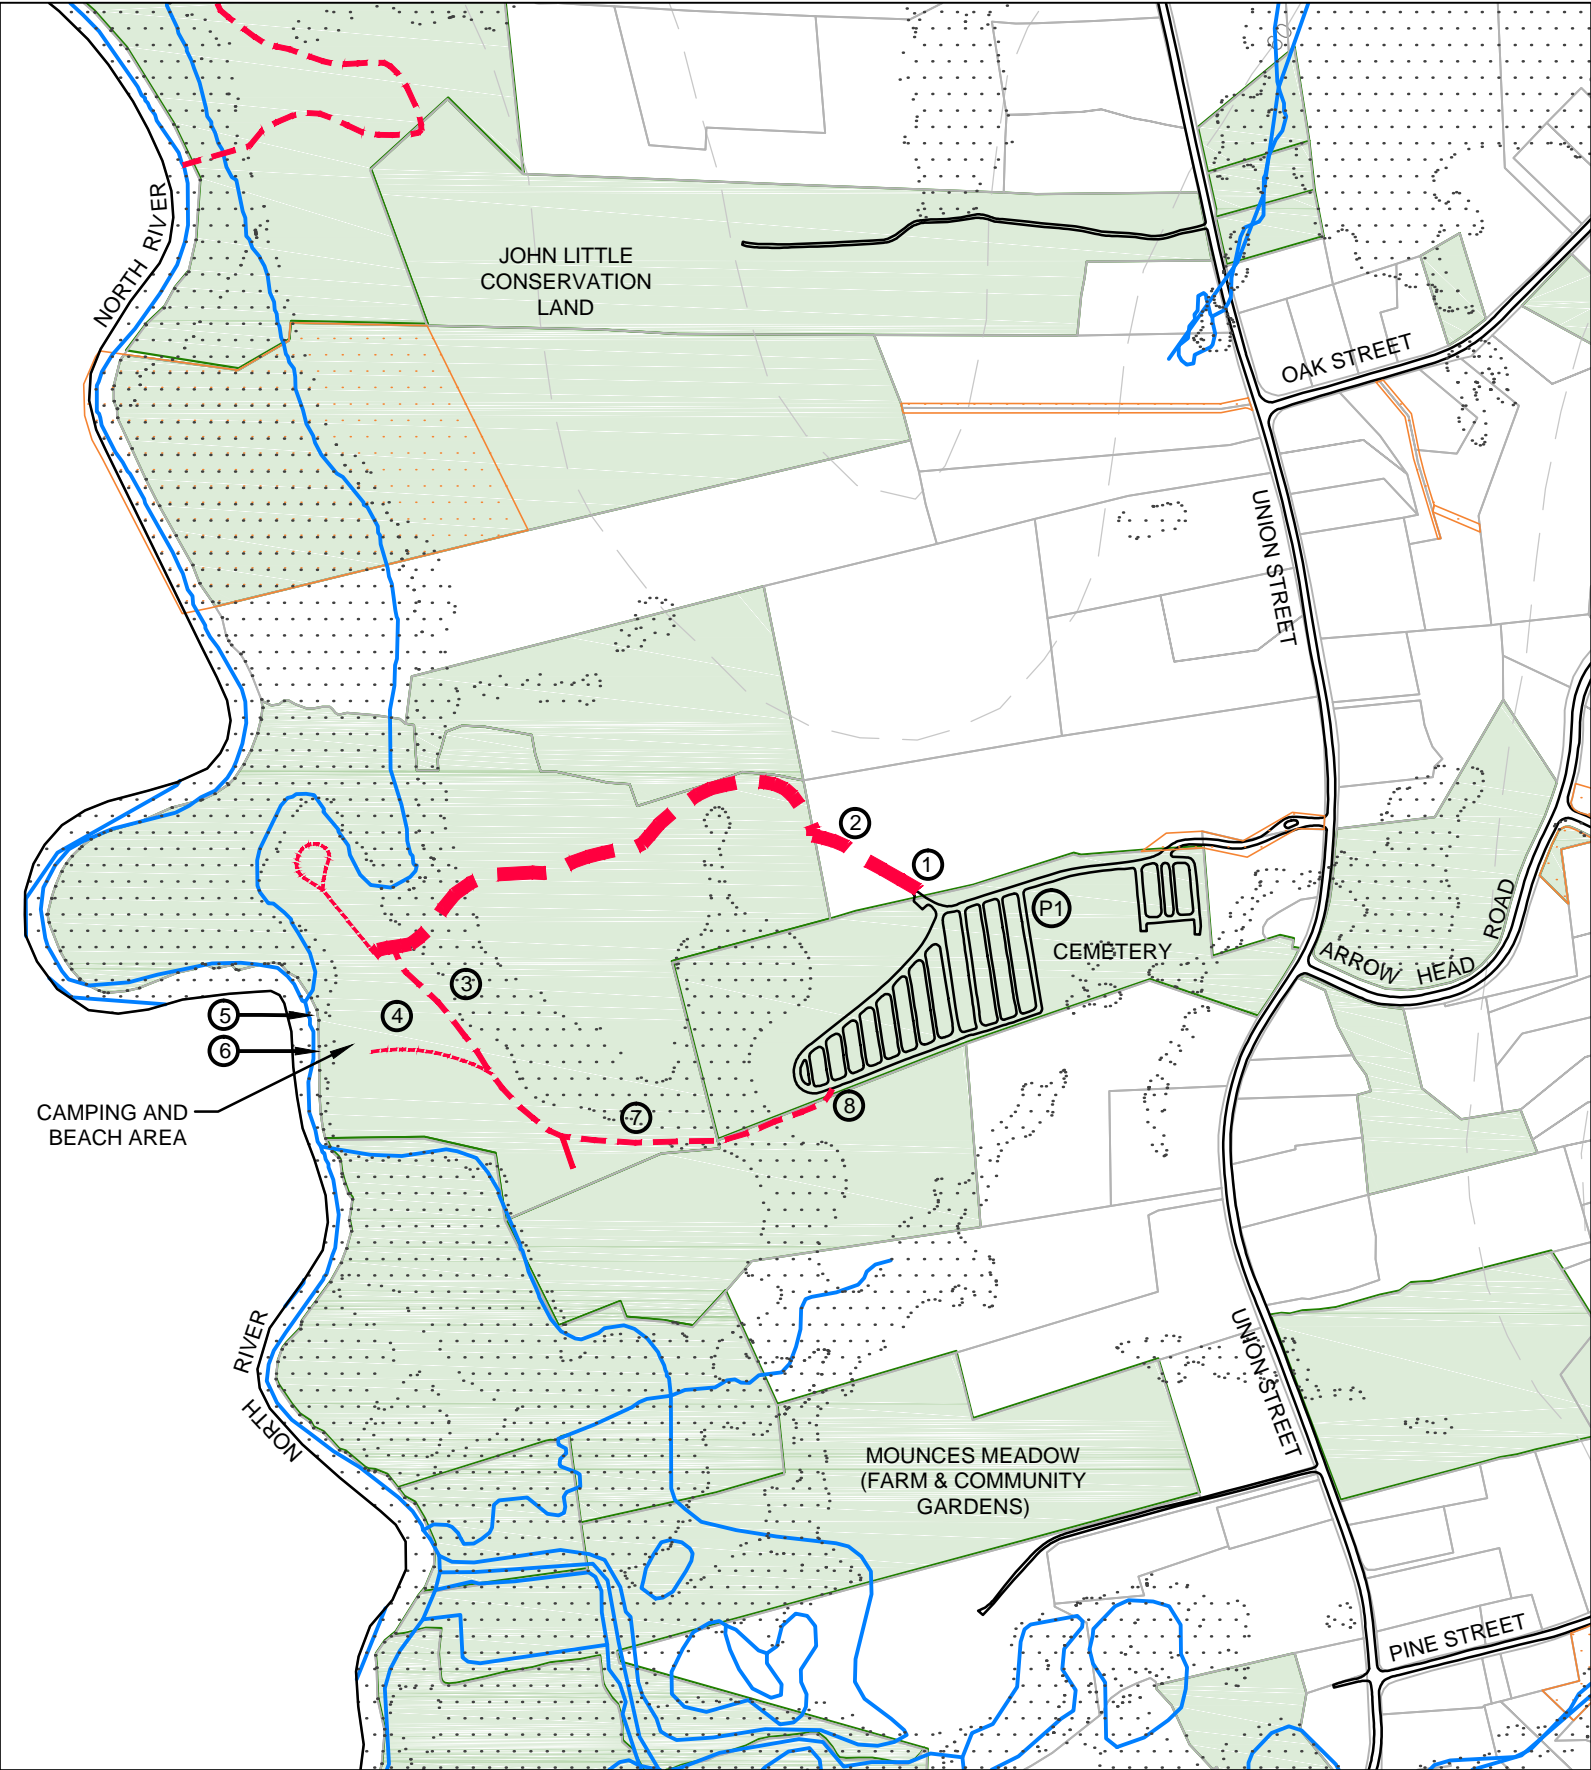 80
NORTH RIVER
JOHN LITTLE
CONSERVATION
LAND
OAK STREET
UNION STREET
2
1
0
P1
CEMETERY
ARROW HEAD ROAD
3
4
5
6
CAMPING AND
BEACH AREA
7
8
RIVER
NORTH
UNION STREET
MOUNCES MEADOW
(FARM & COMMUNITY
GARDENS)
PINE STREET